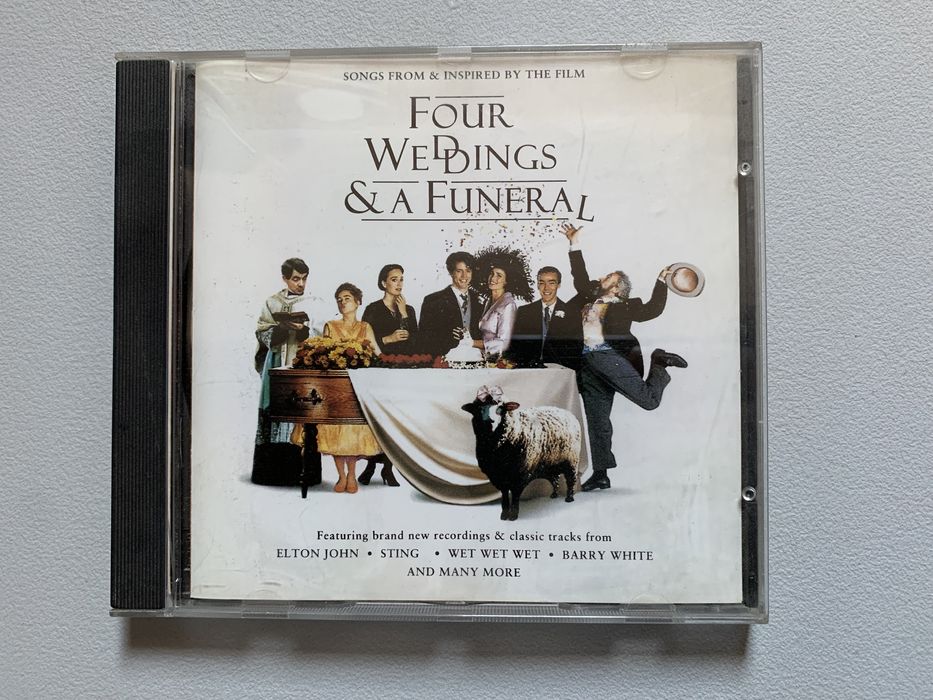 SONGS FROM & INSPIRED BY THE FILM
FOUR
WEDDINGS
& A FUNERAL
Featuring brand new recordings & classic tracks from
ELTON JOHN • STING • WET WET WET • BARRY WHITE
AND MANY MORE